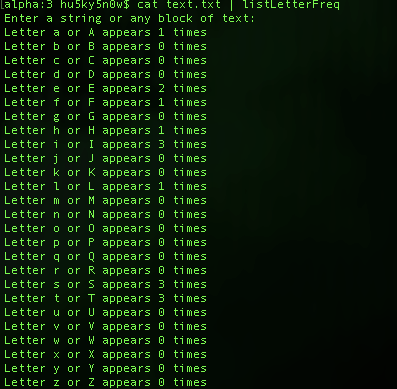 [alpha:3 hu5ky5n0w$ cat text.txt | listLetterFreq
Enter a string or any block of text:
Letter a or A appears 1 times
Letter b or B appears 0 times
Letter c or C appears 0 times
Letter d or D appears 0 times
Letter e or E appears 2 times
Letter f or F appears 1 times
Letter g or G appears 0 times
Letter h or H appears 1 times
Letter i or I appears 3 times
Letter j or J appears 0 times
Letter k or K appears 0 times
Letter l or L appears 1 times
Letter m or M appears 0 times
Letter n or N appears 0 times
Letter o or O appears 0 times
Letter p or P appears 0 times
Letter q or Q appears 0 times
Letter r or R appears 0 times
Letter s or S appears 3 times
Letter t or T appears 3 times
Letter u or U appears 0 times
Letter v or V appears 0 times
Letter w or W appears 0 times
Letter x or X appears 0 times
Letter y or Y appears 0 times
Letter z or Z appears 0 times